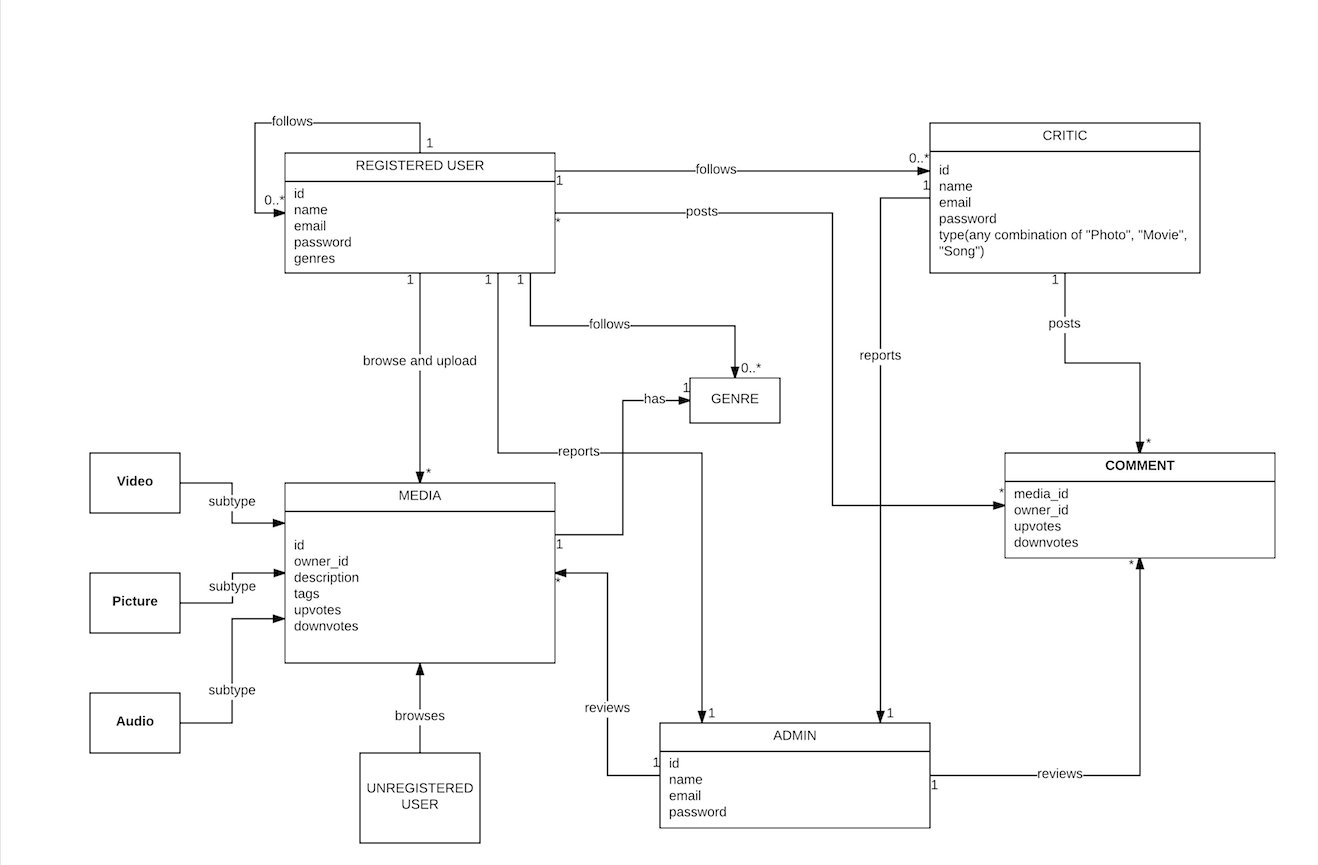 follows
1
REGISTERED USER
0..*
id
name
email
password
genres
1
follows
0..*
*
posts
CRITIC
id
1
name
email
password
type(any combination of "Photo", "Movie",
"Song")
1
1
1
1
posts
follows
browse and upload
reports
0..*
1
has
GENRE
reports
*
MEDIA
Video
subtype
COMMENT
*
*
media_id
owner_id
upvotes
downvotes
*
id
owner_id
description
tags
upvotes
downvotes
1
*
Picture
subtype
Audio
subtype
browses
reviews
1
1
UNREGISTERED
USER
ADMIN
1
id
name
email
password
reviews
1